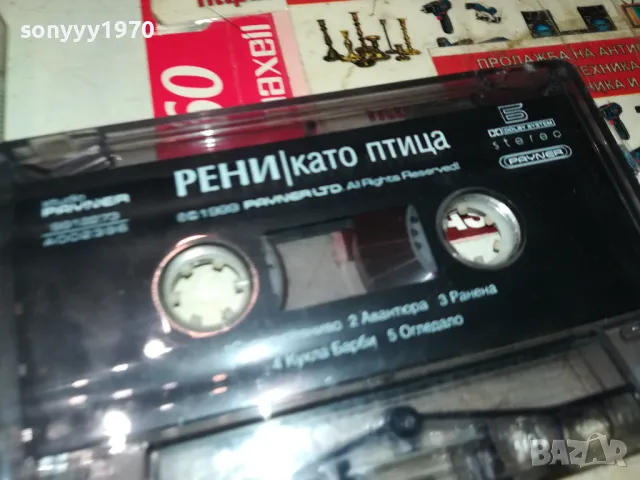 sonyyy1970
60
maxell
ПРОДАЖБА НА АНТИ
ТЕХНИКА
НИКА И
Б
DOLBY SYSTEM
stereo
PAYNER
РЕНИ/като птица
PAYNER
©1999 PAYNER LTD. All Rights Reserved!
2 Авантюра 3 Ранена
4 Кукла Барби 5 Огледало
BAZAR